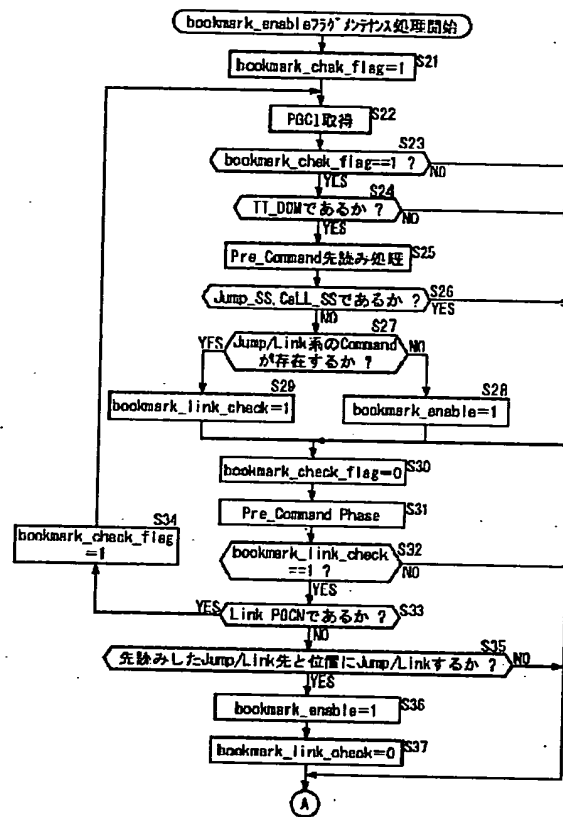 bookmark_enableフラグメンテナンス処理開始
bookmark_chek_flag=1 S21
S22
PGCI取得
S23
bookmark_chek_flag==1 ? NO
YES S24
TT_DOMであるか ? NO
YES
Pre_Command先読み処理 S25
Jump_SS,CaLL_SSであるか ? S26
YES
NO
S27
YES Jump/Link系のCommand NO
が存在するか ?
S29
bookmark_link_check=1
S28
bookmark_enable=1
bookmark_check_flag=0 S30
Pre_Command Phase S31
S34
bookmark_check_flag
=1
bookmark_link_check S32
==1 ? NO
YES
YES Link PGCNであるか ? S33
NO
S35
先読みしたJump/Link先と位置にJump/Linkするか ? NO
YES
bookmark_enable=1 S36
bookmark_link_check=0 S37
A